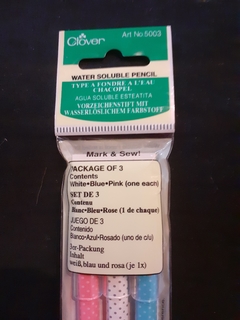 Clover
Art No.5003
WATER SOLUBLE PENCIL
TYPE A FONDRE A L'EAU
CHACOPEL
AGUA SOLUBLE ESTEATITA
VORZEICHENSTIFT MIT
WASSERLÖSLICHEM FARBSTOFF
Mark & Sew!
PACKAGE OF 3
Contents
White•Blue•Pink (one each)
SET DE 3
Contenu
Blanc•Bleu•Rose (1 de chaque)
JUEGO DE 3
Contenido
Blanco•Azul•Rosado (uno de c/u)
3er-Packung
Inhalt
weiß, blau und rosa (je 1x)